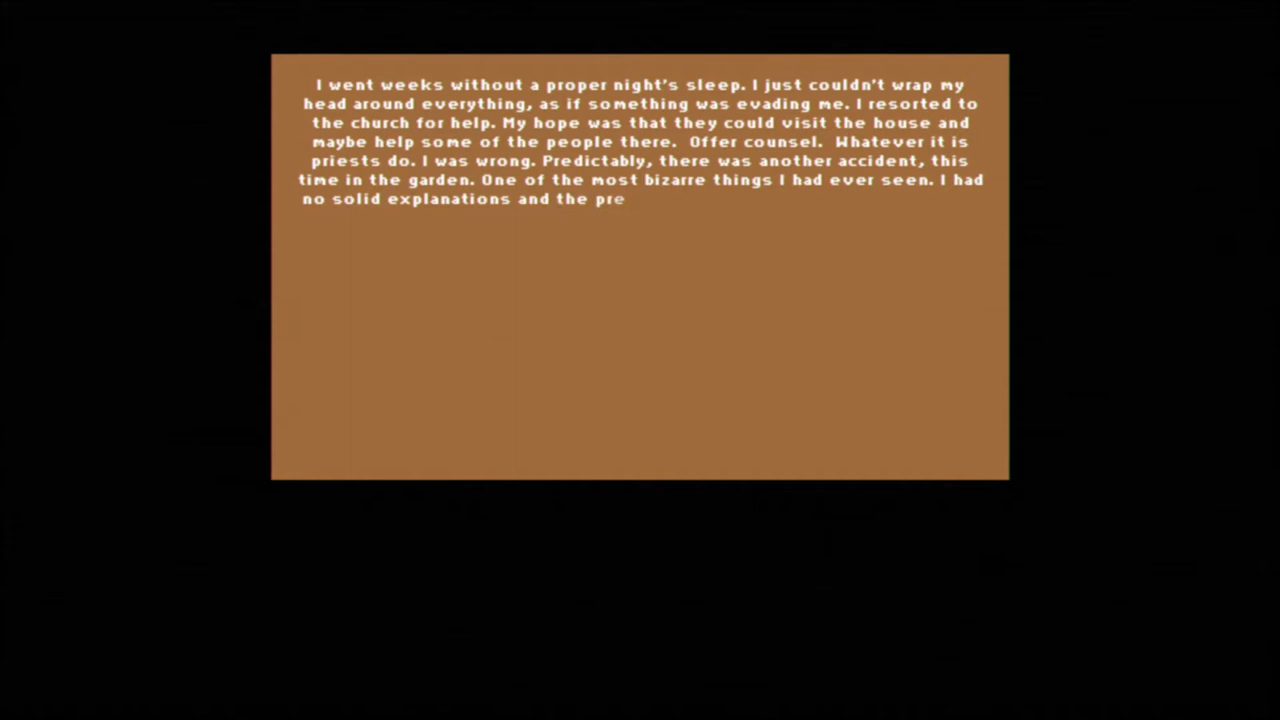 I went weeks without a proper night's sleep. I just couldn't wrap my
head around everything, as if something was evading me. I resorted to
the church for help. My hope was that they could visit the house and
maybe help some of the people there.  Offer counsel.  Whatever it is
priests do. I was wrong. Predictably, there was another accident, this
time in the garden. One of the most bizarre things I had ever seen. I had
no solid explanations and the pre